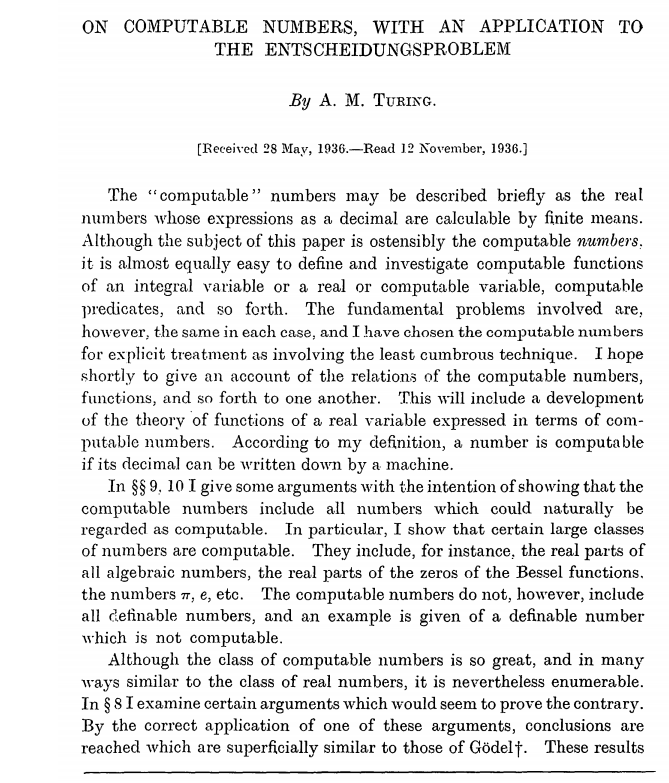 ON COMPUTABLE NUMBERS, WITH AN APPLICATION TO
THE ENTSCHEIDUNGSPROBLEM
By A. M. TURING.
[Received 28 May, 1936.—Read 12 November, 1936.]
The "computable" numbers may be described briefly as the real
numbers whose expressions as a decimal are calculable by finite means.
Although the subject of this paper is ostensibly the computable numbers,
it is almost equally easy to define and investigate computable functions
of an integral variable or a real or computable variable, computable
predicates, and so forth. The fundamental problems involved are,
however, the same in each case, and I have chosen the computable numbers
for explicit treatment as involving the least cumbrous technique. I hope
shortly to give an account of the relations of the computable numbers,
functions, and so forth to one another. This will include a development
of the theory of functions of a real variable expressed in terms of com-
putable numbers. According to my definition, a number is computable
if its decimal can be written down by a machine.
In §§ 9, 10 I give some arguments with the intention of showing that the
computable numbers include all numbers which could naturally be
regarded as computable. In particular, I show that certain large classes
of numbers are computable. They include, for instance, the real parts of
all algebraic numbers, the real parts of the zeros of the Bessel functions,
the numbers π, e, etc. The computable numbers do not, however, include
all definable numbers, and an example is given of a definable number
which is not computable.
Although the class of computable numbers is so great, and in many
ways similar to the class of real numbers, it is nevertheless enumerable.
In § 8 I examine certain arguments which would seem to prove the contrary.
By the correct application of one of these arguments, conclusions are
reached which are superficially similar to those of Gödel†. These results